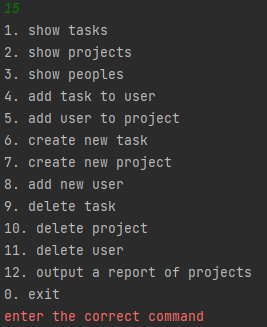 15
1. show tasks
2. show projects
3. show peoples
4. add task to user
5. add user to project
6. create new task
7. create new project
8. add new user
9. delete task
10. delete project
11. delete user
12. output a report of projects
0. exit
enter the correct command